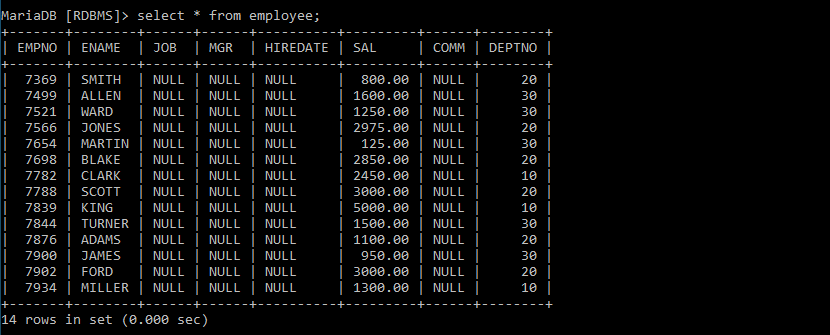 MariaDB [RDBMS]> select * from employee;
+-------+--------+------+------+----------+---------+------+--------+
| EMPNO | ENAME  | JOB  | MGR  | HIREDATE | SAL     | COMM | DEPTNO |
+-------+--------+------+------+----------+---------+------+--------+
|  7369 | SMITH  | NULL | NULL | NULL     |  800.00 | NULL |     20 |
|  7499 | ALLEN  | NULL | NULL | NULL     | 1600.00 | NULL |     30 |
|  7521 | WARD   | NULL | NULL | NULL     | 1250.00 | NULL |     30 |
|  7566 | JONES  | NULL | NULL | NULL     | 2975.00 | NULL |     20 |
|  7654 | MARTIN | NULL | NULL | NULL     |  125.00 | NULL |     30 |
|  7698 | BLAKE  | NULL | NULL | NULL     | 2850.00 | NULL |     20 |
|  7782 | CLARK  | NULL | NULL | NULL     | 2450.00 | NULL |     10 |
|  7788 | SCOTT  | NULL | NULL | NULL     | 3000.00 | NULL |     20 |
|  7839 | KING   | NULL | NULL | NULL     | 5000.00 | NULL |     10 |
|  7844 | TURNER | NULL | NULL | NULL     | 1500.00 | NULL |     30 |
|  7876 | ADAMS  | NULL | NULL | NULL     | 1100.00 | NULL |     20 |
|  7900 | JAMES  | NULL | NULL | NULL     |  950.00 | NULL |     30 |
|  7902 | FORD   | NULL | NULL | NULL     | 3000.00 | NULL |     20 |
|  7934 | MILLER | NULL | NULL | NULL     | 1300.00 | NULL |     10 |
+-------+--------+------+------+----------+---------+------+--------+
14 rows in set (0.000 sec)